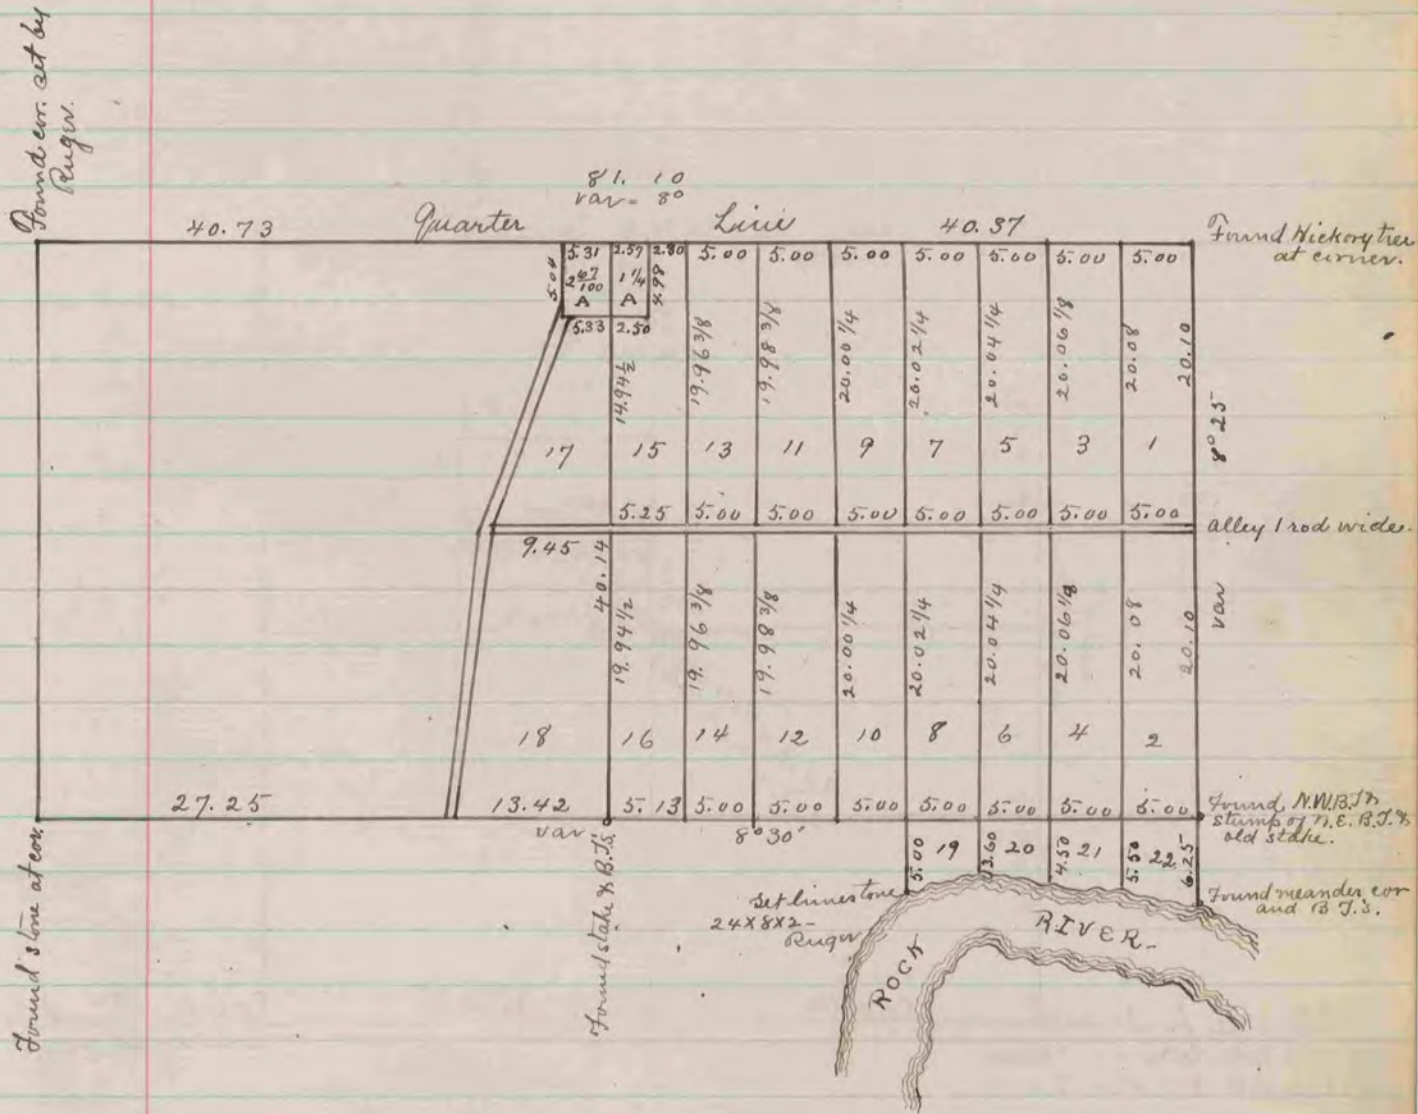 Found cor. set by
Ruger.
81. 10
var = 8°
40.73 Quarter Line 40.37
Found Hickory tree
at corner.
5.31 2.57 2.80 5.00 5.00 5.00 5.00 5.00 5.00 5.00
5.04 2 47/100 1 1/4 4.98
A A
5.33 2.50
14.94½ 19.96 3/8 19.98 3/8 20.00 1/4 20.02 1/4 20.04 1/4 20.06 1/8 20.08 20.10
8° 25
17 15 13 11 9 7 5 3 1
5.25 5.00 5.00 5.00 5.00 5.00 5.00 5.00
alley 1 rod wide.
9.45
40.14
19.94 1/2 19.96 3/8 19.98 3/8 20.00 1/4 20.02 1/4 20.04 1/4 20.06 1/8 20.08 20.10
var
18 16 14 12 10 8 6 4 2
27.25 13.42 5.13 5.00 5.00 5.00 5.00 5.00 5.00 5.00
var 8°30'
Found N.W.B.T. &
stump of N.E. B.T. &
old stake.
5.00 19 20 4.50 21 5.50 22 6.25
Found stone at cor.
Found stake & B.T.s.
Set limestone
24X8X2-
Ruger
Found meander cor
and B T.s.
ROCK
RIVER-